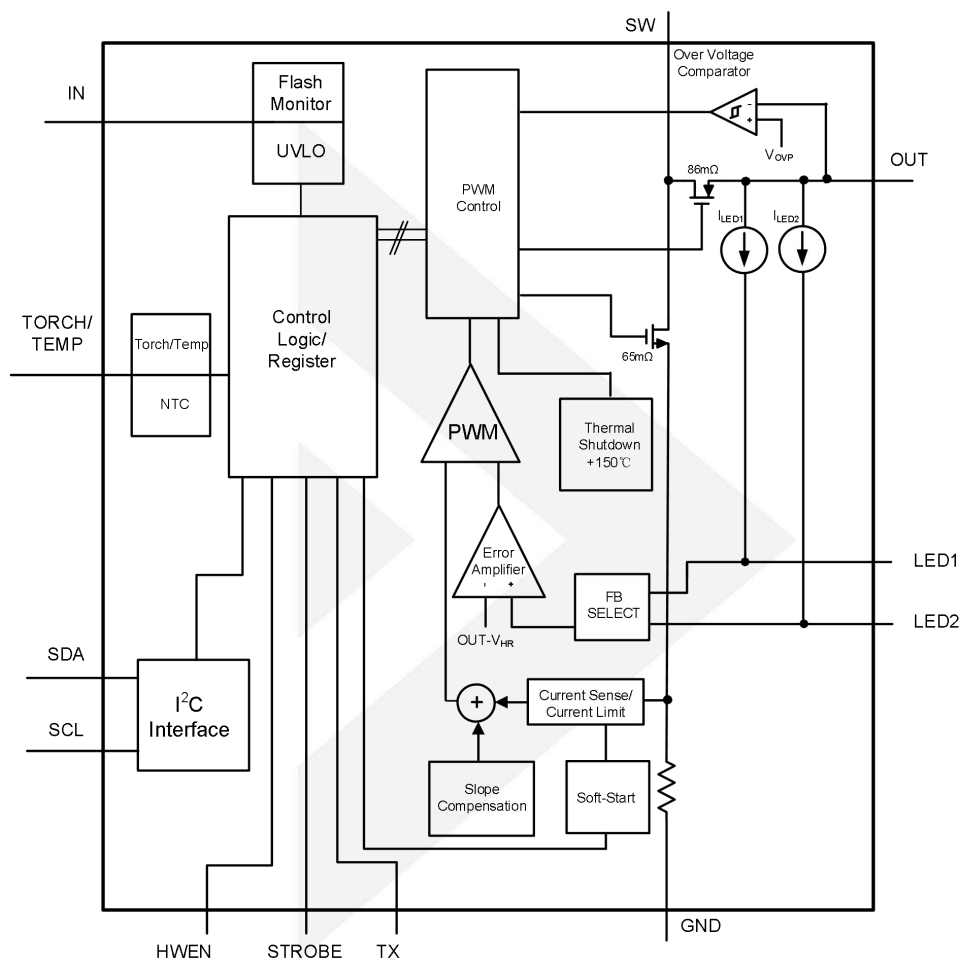 SW
Over Voltage
Comparator
IN
Flash
Monitor
UVLO
PWM
Control
-
+
V_OVP
OUT
86mΩ
I_LED1
I_LED2
TORCH/
TEMP
Torch/Temp
NTC
Control
Logic/
Register
65mΩ
PWM
Thermal
Shutdown
+150℃
Error
Amplifier
-
+
OUT-V_HR
FB
SELECT
LED1
LED2
SDA
SCL
I²C
Interface
+
Current Sense/
Current Limit
Slope
Compensation
Soft-Start
GND
HWEN
STROBE
TX